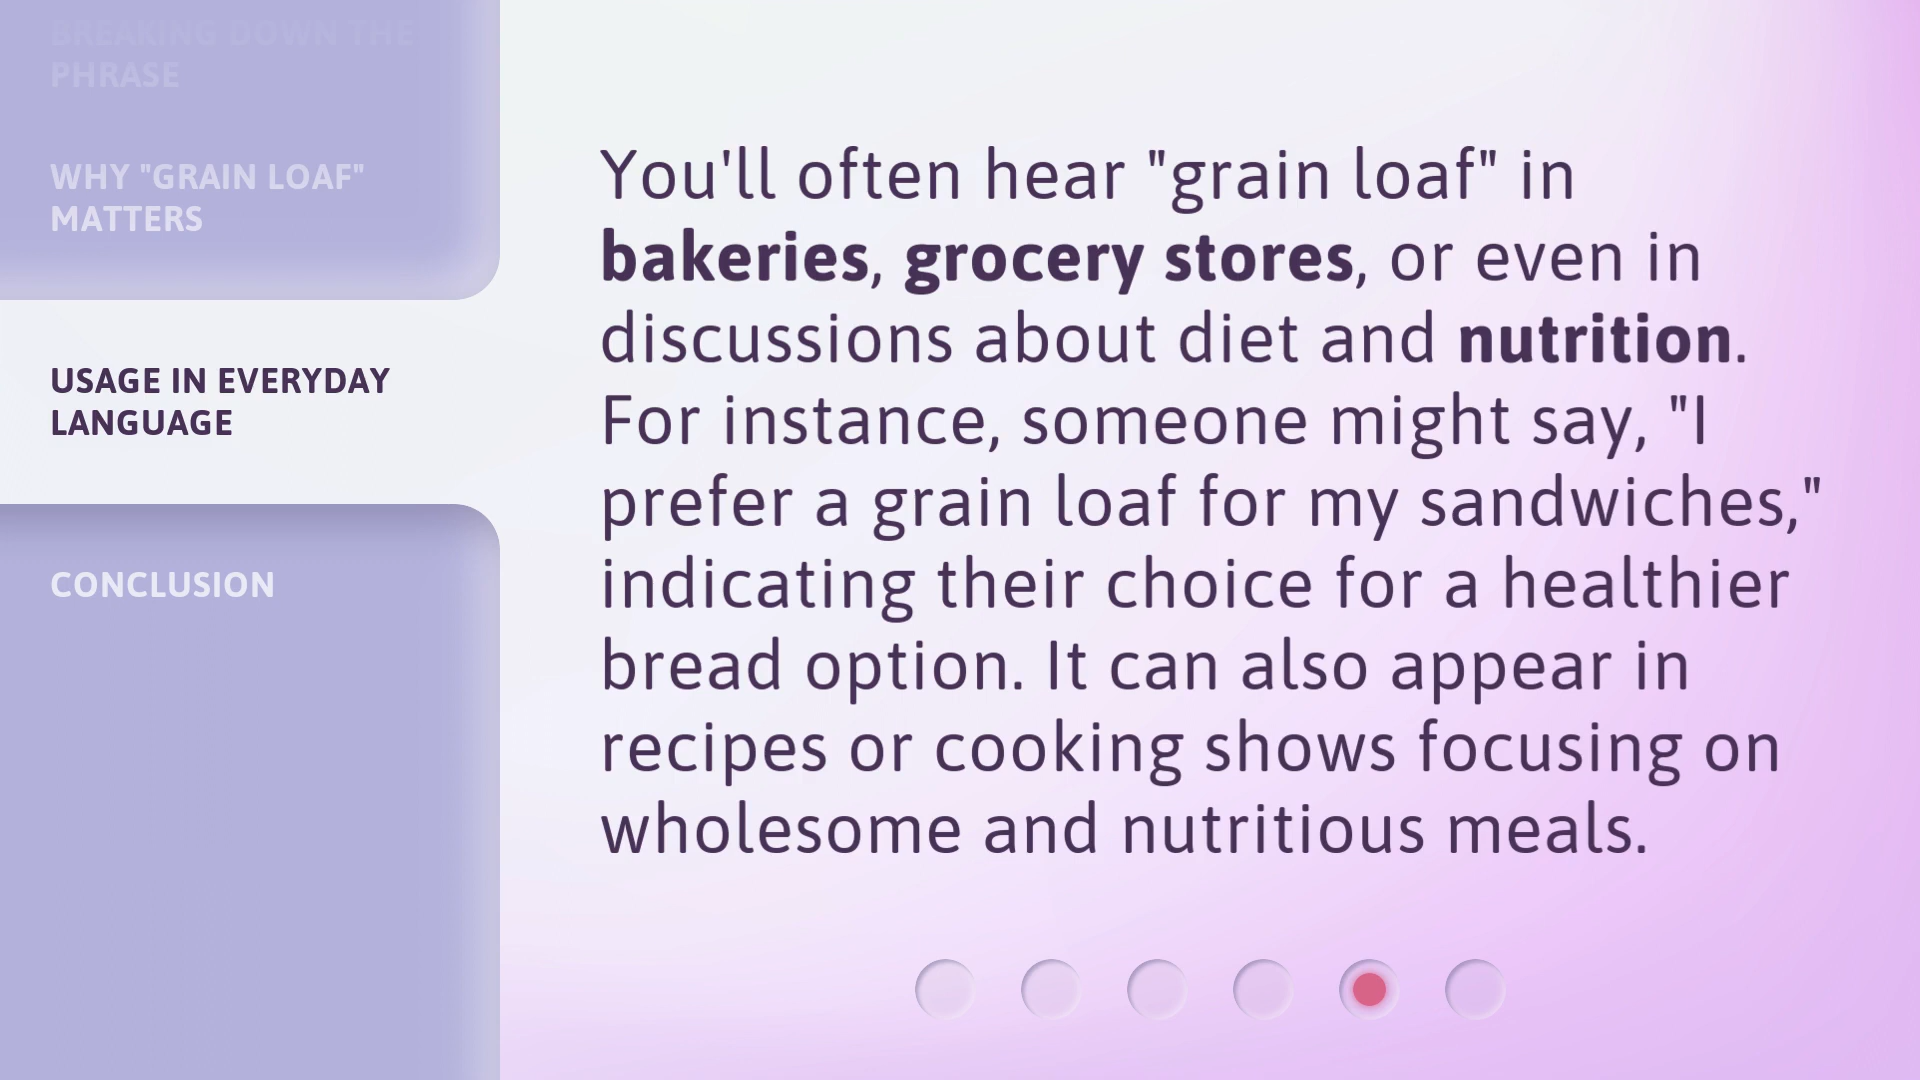 BREAKING DOWN THE
PHRASE
WHY "GRAIN LOAF"
MATTERS
USAGE IN EVERYDAY
LANGUAGE
CONCLUSION
You'll often hear "grain loaf" in
bakeries, grocery stores, or even in
discussions about diet and nutrition.
For instance, someone might say, "I
prefer a grain loaf for my sandwiches,"
indicating their choice for a healthier
bread option. It can also appear in
recipes or cooking shows focusing on
wholesome and nutritious meals.